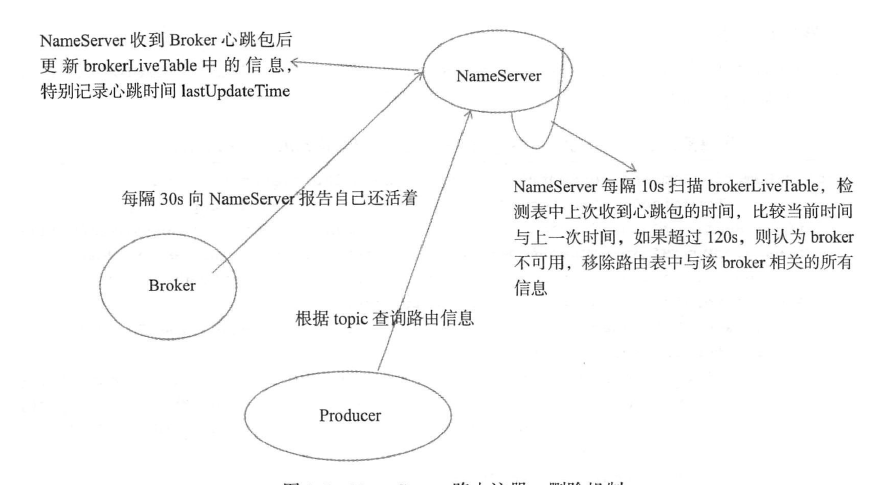 NameServer 收到 Broker 心跳包后
更新 brokerLiveTable 中的信息,
特别记录心跳时间 lastUpdateTime
NameServer
每隔 30s 向 NameServer 报告自己还活着
NameServer 每隔 10s 扫描 brokerLiveTable，检
测表中上次收到心跳包的时间，比较当前时间
与上一次时间，如果超过 120s，则认为 broker
不可用，移除路由表中与该 broker 相关的所有
信息
Broker
根据 topic 查询路由信息
Producer